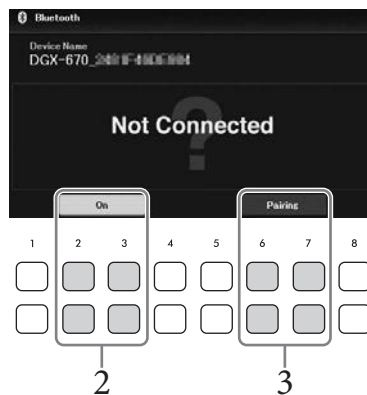 Bluetooth
Device Name
DGX-670_
Not Connected
On Pairing
1 2 3 4 5 6 7 8
2 3